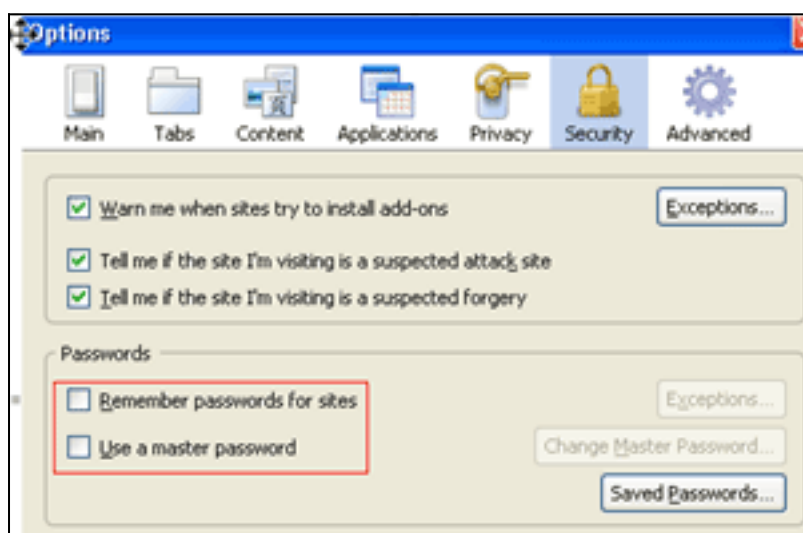 Options
Main Tabs Content Applications Privacy Security Advanced
Warn me when sites try to install add-ons Exceptions...
Tell me if the site I'm visiting is a suspected attack site
Tell me if the site I'm visiting is a suspected forgery
Passwords
Remember passwords for sites Exceptions...
Use a master password Change Master Password...
Saved Passwords...